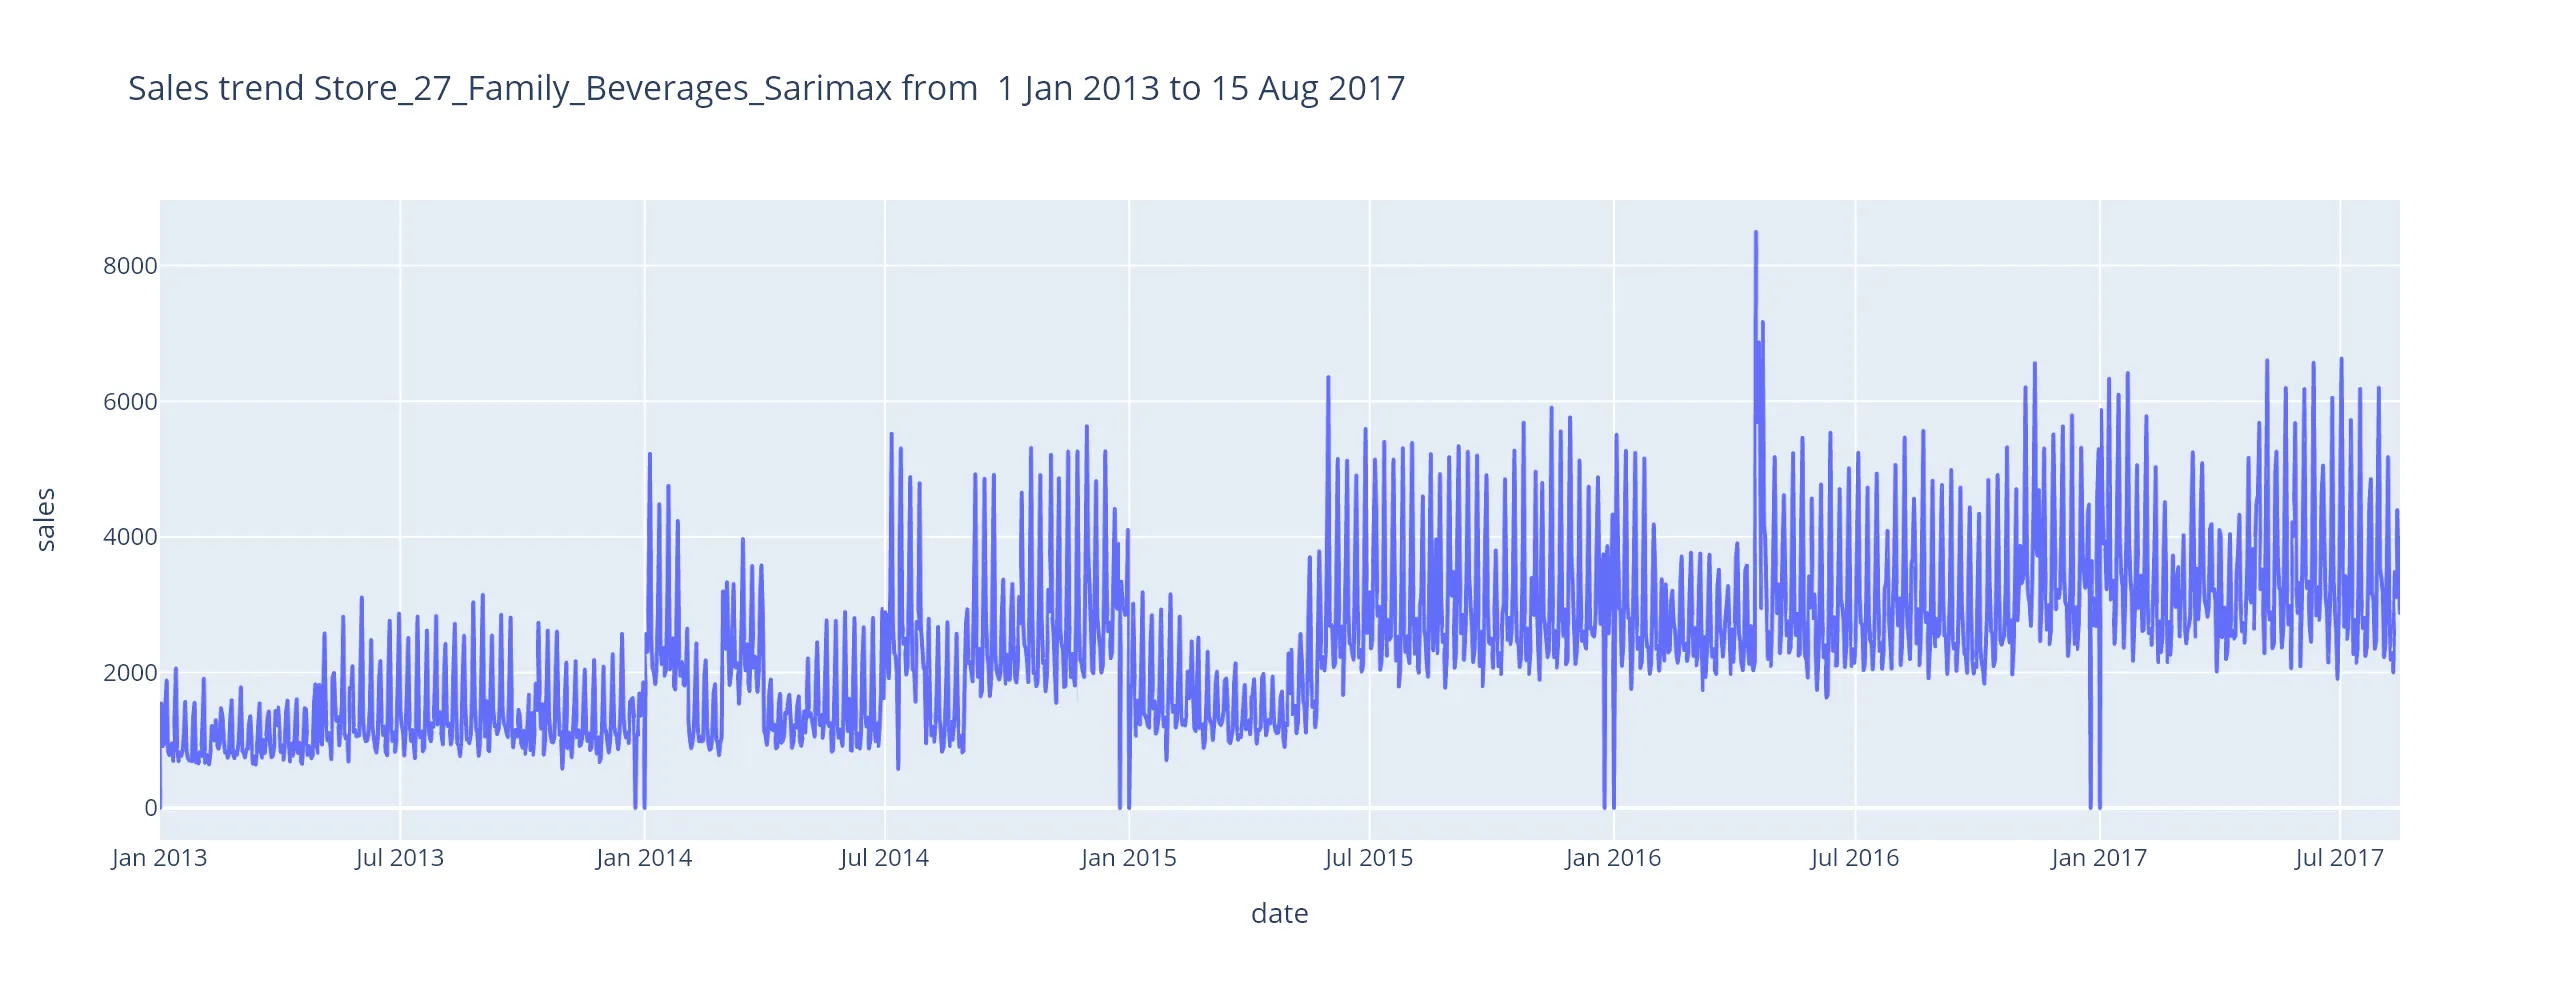 Sales trend Store_27_Family_Beverages_Sarimax from  1 Jan 2013 to 15 Aug 2017
8000
6000
4000
2000
0
sales
Jan 2013 Jul 2013 Jan 2014 Jul 2014 Jan 2015 Jul 2015 Jan 2016 Jul 2016 Jan 2017 Jul 2017
date